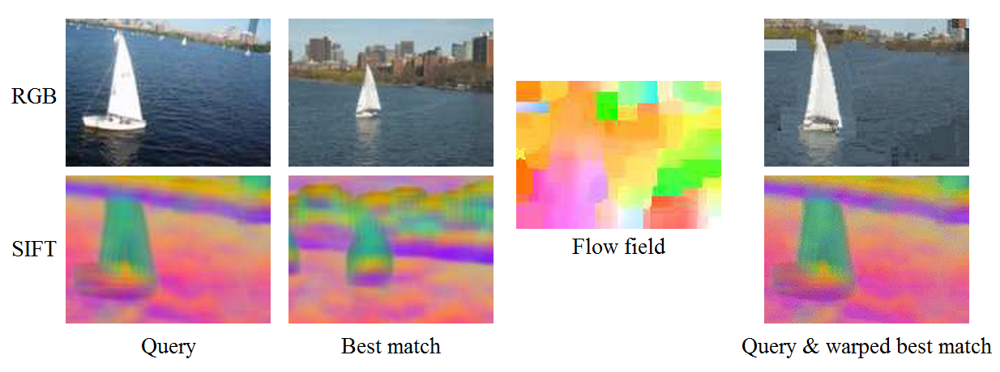 RGB
SIFT
Flow field
Query
Best match
Query & warped best match